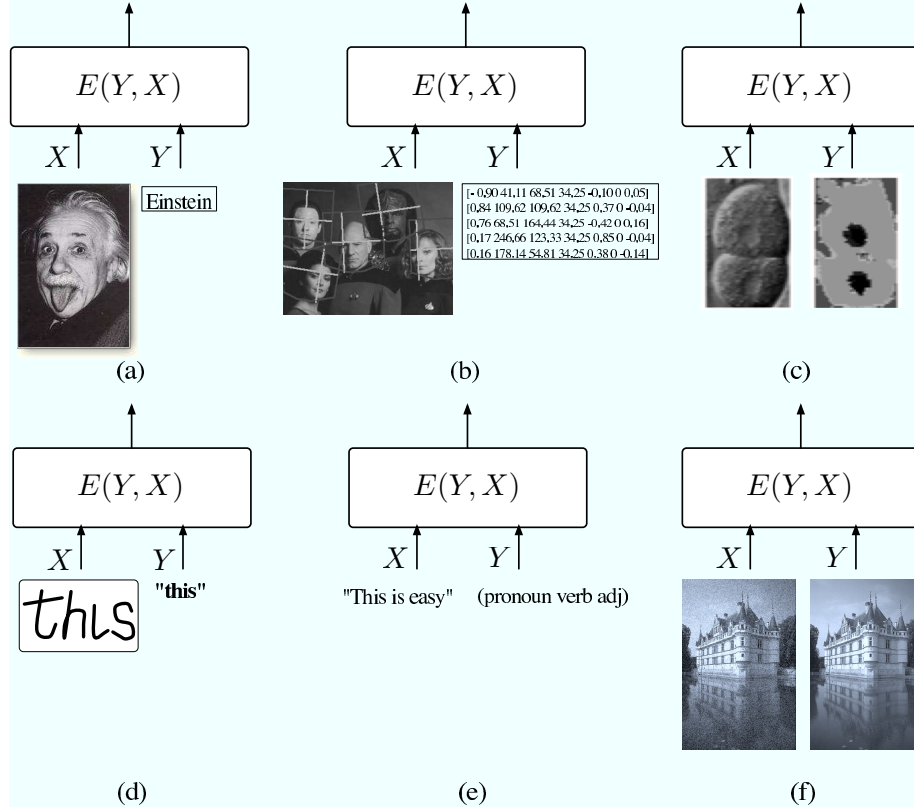 E(Y, X)
E(Y, X)
E(Y, X)
X Y
X Y
X Y
Einstein
[- 0,90 41,11 68,51 34,25 -0,10 0 0,05]
[0,84 109,62 109,62 34,25 0,37 0 -0,04]
[0,76 68,51 164,44 34,25 -0,42 0 0,16]
[0,17 246,66 123,33 34,25 0,85 0 -0,04]
[0,16 178,14 54,81 34,25 0,38 0 -0,14]
(a)
(b)
(c)
E(Y, X)
E(Y, X)
E(Y, X)
X Y
X Y
X Y
this
"this"
"This is easy"
(pronoun verb adj)
(d)
(e)
(f)